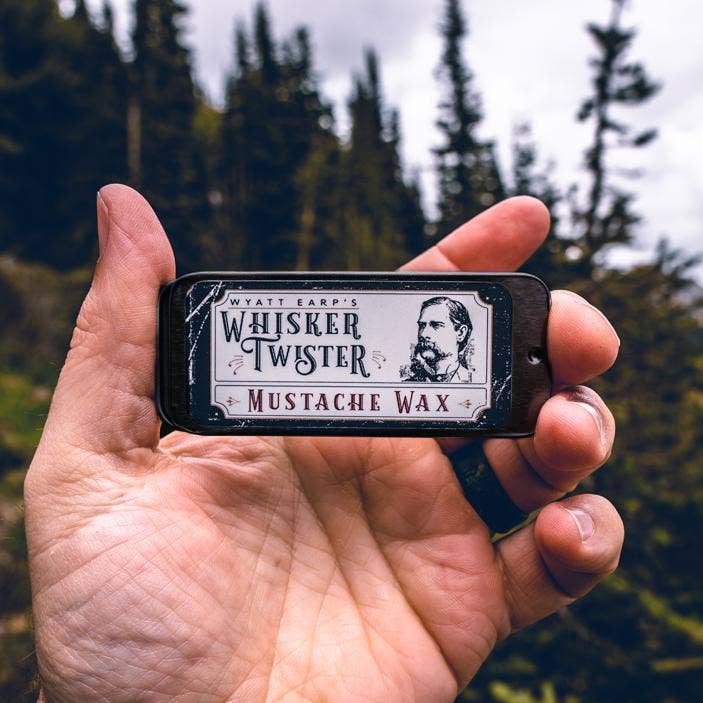 WYATT EARP'S
WHISKER
TWISTER
MUSTACHE WAX